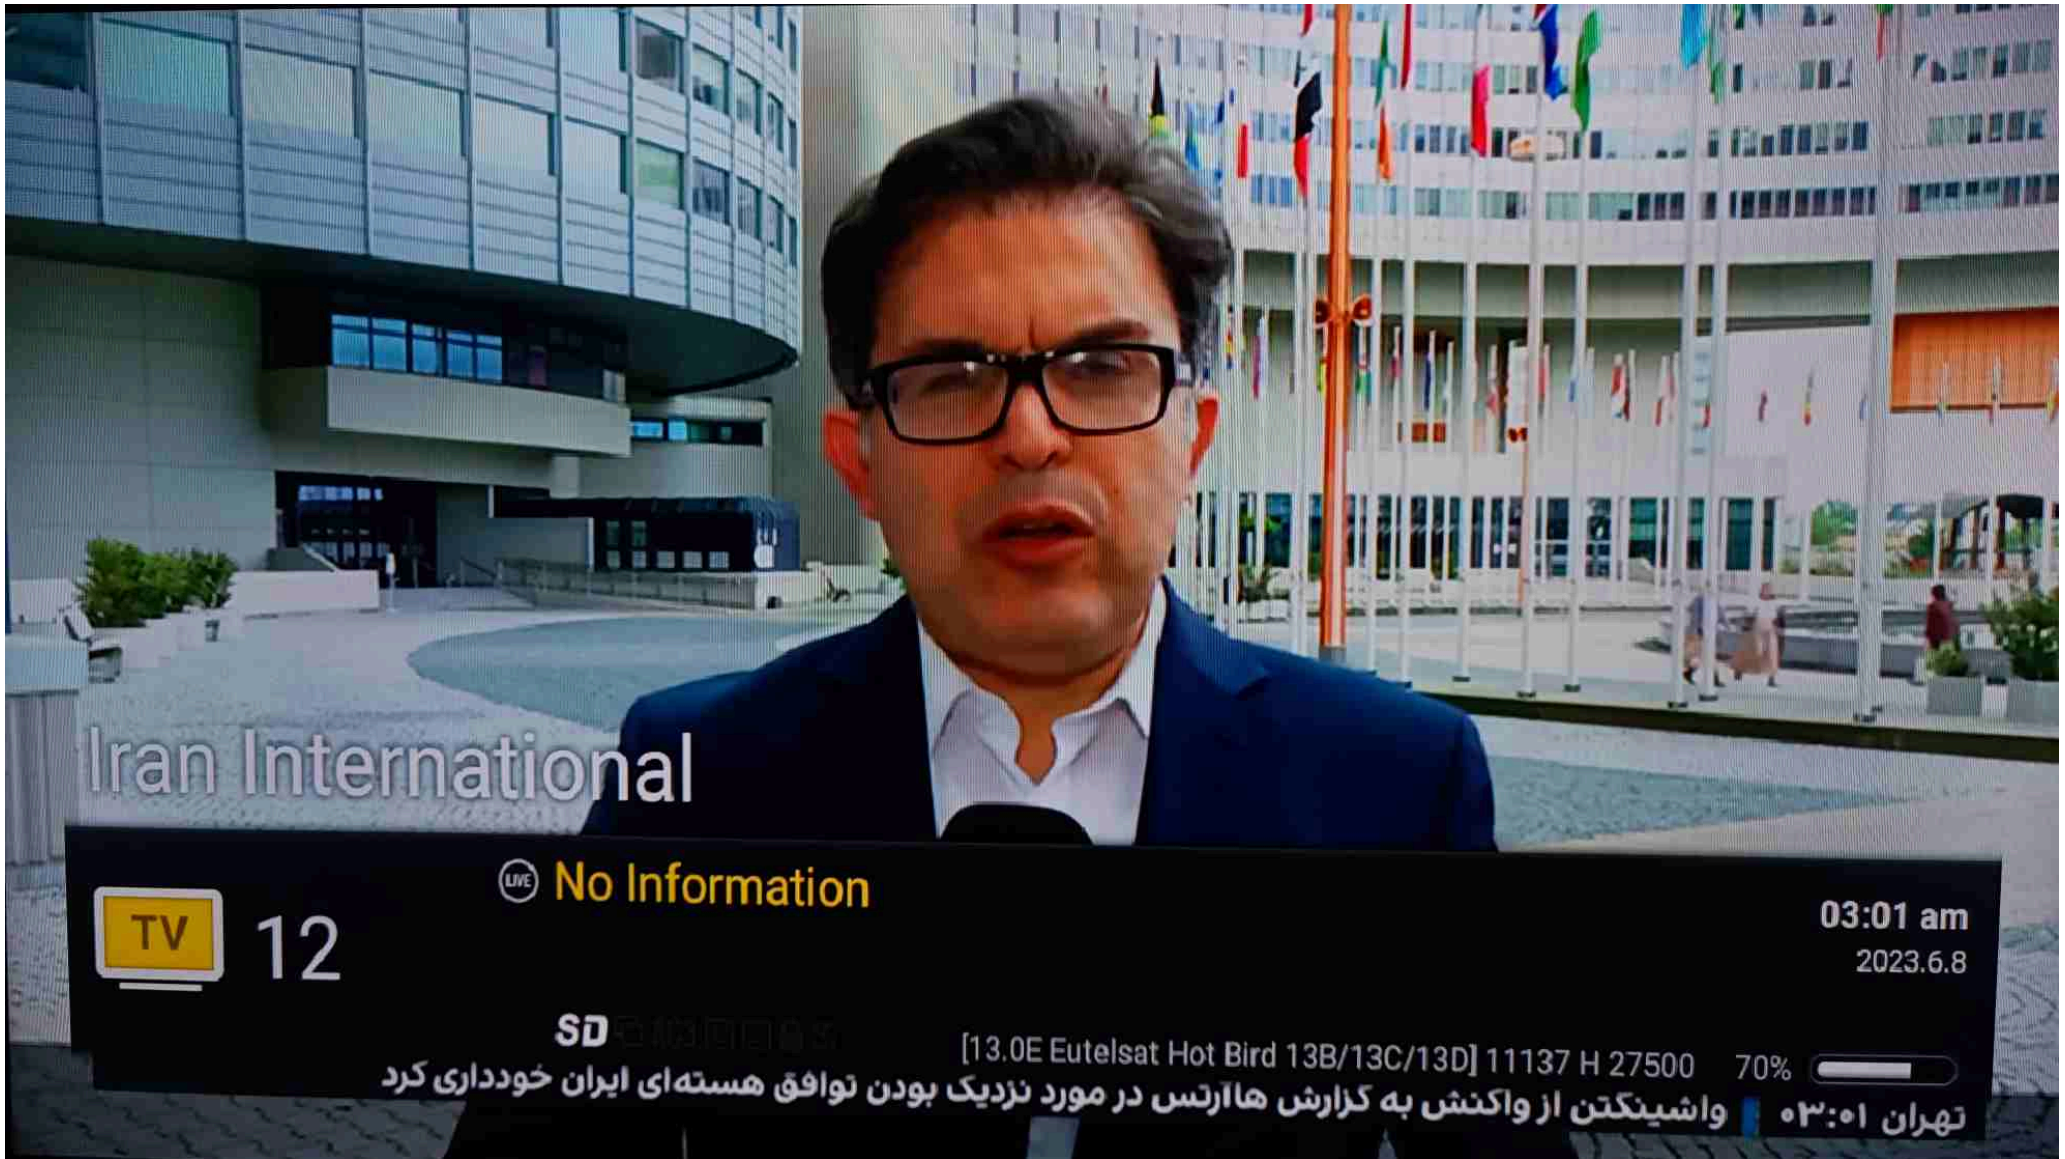 Iran International
LIVE No Information
TV 12
03:01 am
2023.6.8
SD
[13.0E Eutelsat Hot Bird 13B/13C/13D] 11137 H 27500 70%
تهران ۰۳:۰۱ واشینگتن از واکنش به گزارش هاآرتس در مورد نزدیک بودن توافق هسته‌ای ایران خودداری کرد